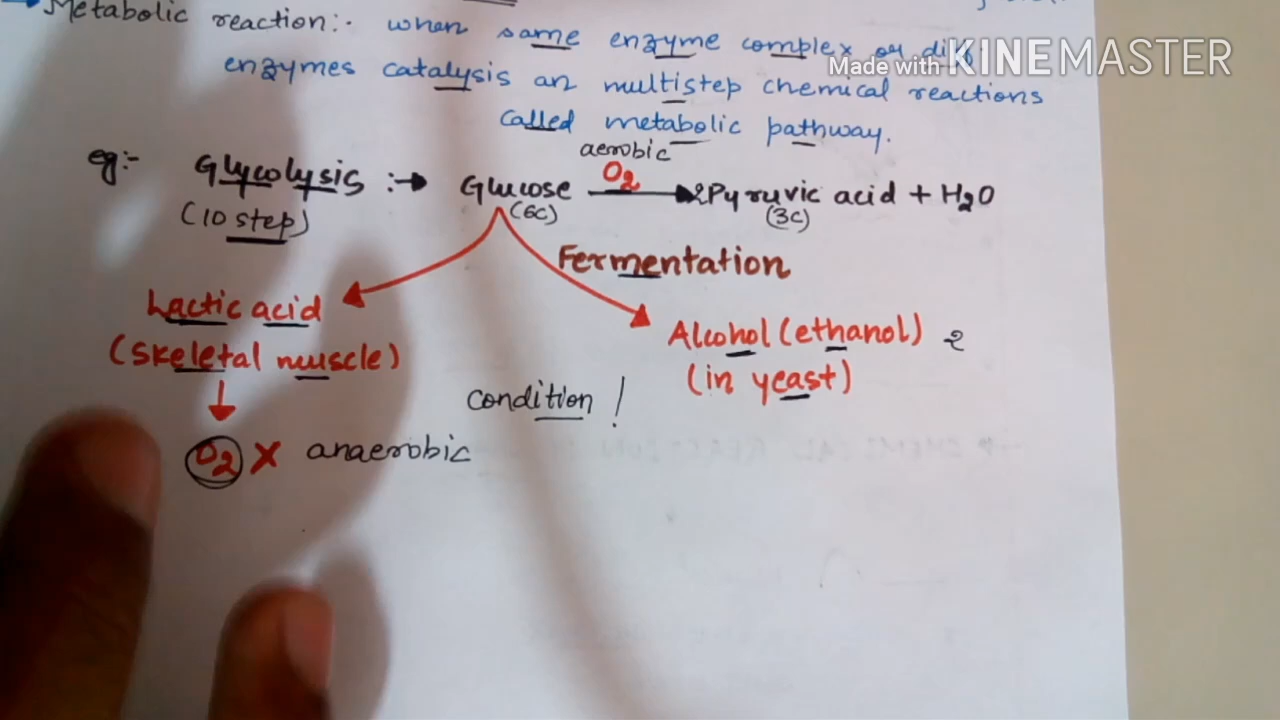 Metabolic reaction:- when same enzyme complex or diff
Made with KINEMASTER
enzymes catalysis an multistep chemical reactions
called metabolic pathway.
eg:- Glycolysis :→ Glucose aerobic O2 → 2Pyruvic acid + H2O
(10 step) (6C) (3C)
Fermentation
Lactic acid
Alcohol (ethanol) 2
(skeletal muscle)
(in yeast)
condition !
O2 X anaerobic